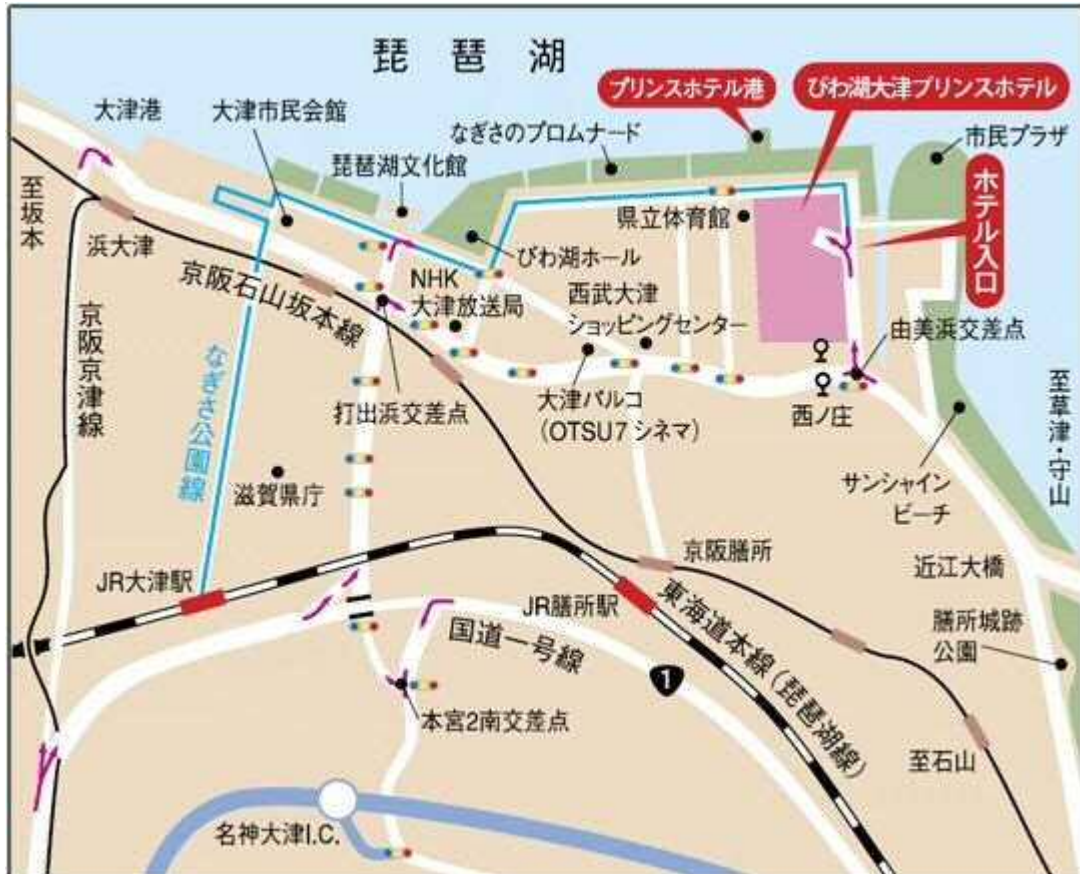 琵琶湖
プリンスホテル港
びわ湖大津プリンスホテル
大津港
大津市民会館
なぎさのプロムナード
市民プラザ
琵琶湖文化館
至坂本
ホテル入口
県立体育館
浜大津
びわ湖ホール
京阪石山坂本線
NHK
大津放送局
西武大津
ショッピングセンター
由美浜交差点
京阪京津線
なぎさ公園線
打出浜交差点
大津パルコ
(OTSU7シネマ)
西ノ庄
至草津・守山
滋賀県庁
サンシャイン
ビーチ
京阪膳所
近江大橋
JR大津駅
JR膳所駅
東海道本線(琵琶湖線)
膳所城跡
公園
国道一号線
1
本宮2南交差点
至石山
名神大津I.C.